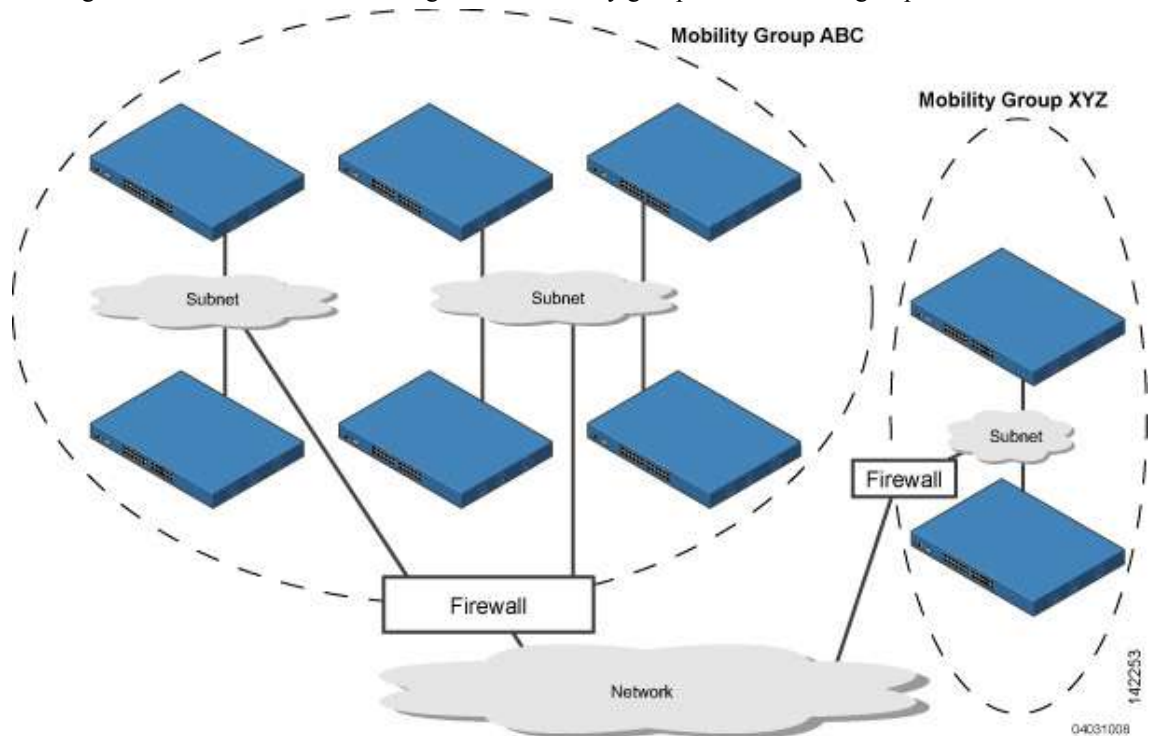 Mobility Group ABC
Mobility Group XYZ
Subnet
Subnet
Subnet
Firewall
Firewall
Network
142253
04031008